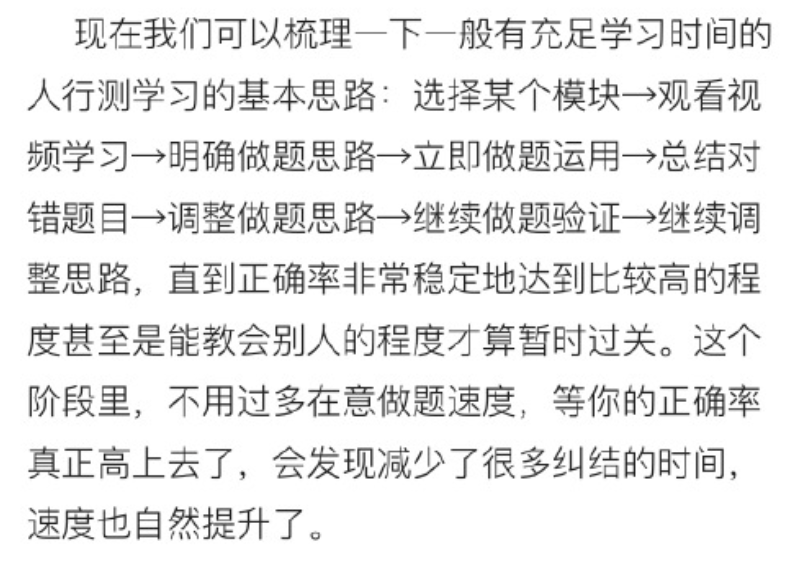 现在我们可以梳理一下一般有充足学习时间的
人行测学习的基本思路：选择某个模块→观看视
频学习→明确做题思路→立即做题运用→总结对
错题目→调整做题思路→继续做题验证→继续调
整思路，直到正确率非常稳定地达到比较高的程
度甚至是能教会别人的程度才算暂时过关。这个
阶段里，不用过多在意做题速度，等你的正确率
真正高上去了，会发现减少了很多纠结的时间，
速度也自然提升了。